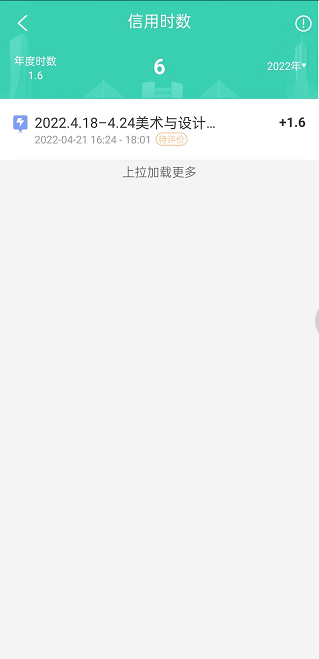 信用时数
年度时数
1.6
6
2022年
2022.4.18-4.24美术与设计...
+1.6
2022-04-21 16:24 - 18:01 待评价
上拉加载更多